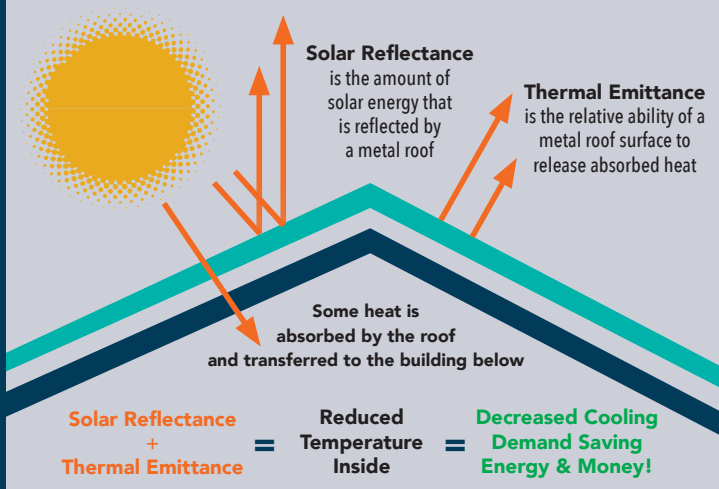 Solar Reflectance
is the amount of
solar energy that
is reflected by
a metal roof
Thermal Emittance
is the relative ability of a
metal roof surface to
release absorbed heat
Some heat is
absorbed by the roof
and transferred to the building below
Solar Reflectance
+
Thermal Emittance
=
Reduced
Temperature
Inside
=
Decreased Cooling
Demand Saving
Energy & Money!